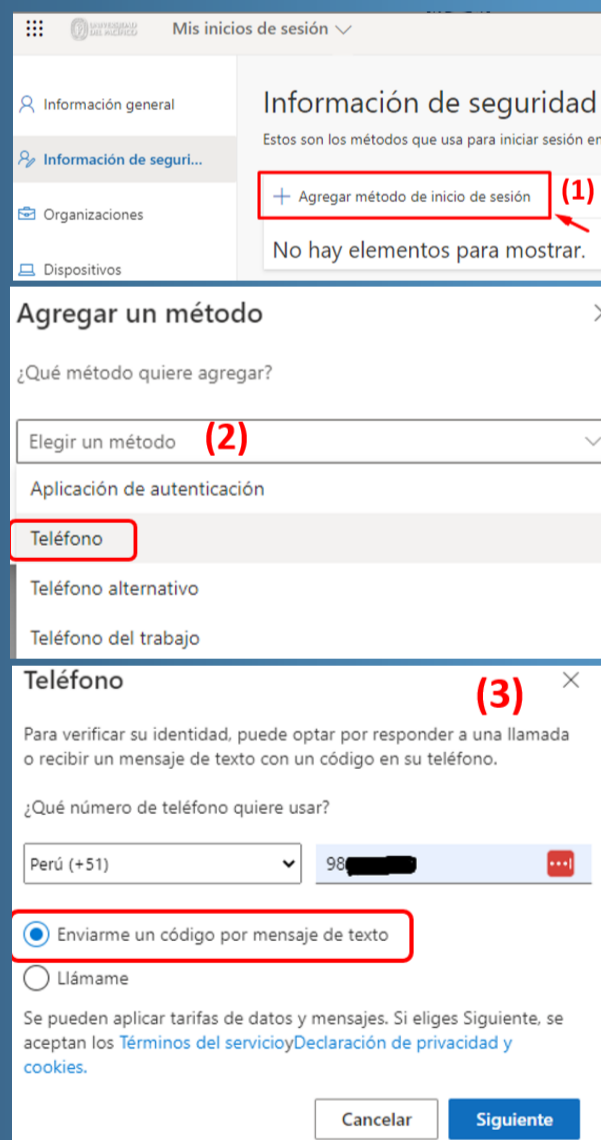 UNIVERSIDAD
DEL PACÍFICO
Mis inicios de sesión
Información general
Información de seguridad
Estos son los métodos que usa para iniciar sesión en
Información de seguri...
+ Agregar método de inicio de sesión (1)
Organizaciones
No hay elementos para mostrar.
Dispositivos
Agregar un método
¿Qué método quiere agregar?
Elegir un método (2)
Aplicación de autenticación
Teléfono
Teléfono alternativo
Teléfono del trabajo
Teléfono (3)
Para verificar su identidad, puede optar por responder a una llamada
o recibir un mensaje de texto con un código en su teléfono.
¿Qué número de teléfono quiere usar?
Perú (+51) 98
Enviarme un código por mensaje de texto
Llámame
Se pueden aplicar tarifas de datos y mensajes. Si eliges Siguiente, se
aceptan los Términos del servicioyDeclaración de privacidad y
cookies.
Cancelar Siguiente